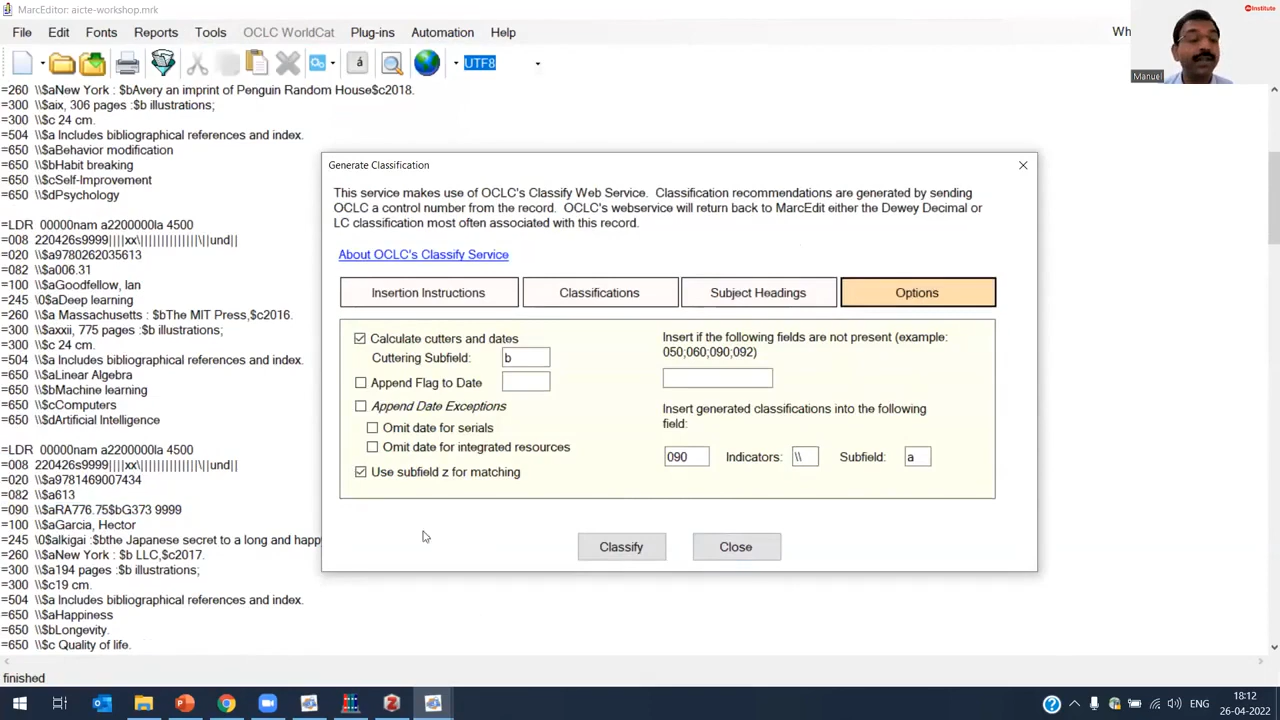 MarcEditor: aicte-workshop.mrk
File Edit Fonts Reports Tools OCLC WorldCat Plug-ins Automation Help
UTF8
Manuel
Institute
=260 \\$aNew York : $bAvery an imprint of Penguin Random House$c2018.
=300 \\$aix, 306 pages :$b illustrations;
=300 \\$c 24 cm.
=504 \\$a Includes bibliographical references and index.
=650 \\$aBehavior modification
=650 \\$bHabit breaking
=650 \\$cSelf-Improvement
=650 \\$dPsychology
=LDR 00000nam a2200000Ia 4500
=008 220426s9999||||xx\||||||||||||||\||und||
=020 \\$a9780262035613
=082 \\$a006.31
=100 \\$aGoodfellow, Ian
=245 \0$aDeep learning
=260 \\$a Massachusetts : $bThe MIT Press,$c2016.
=300 \\$axxii, 775 pages :$b illustrations;
=300 \\$c 24 cm.
=504 \\$a Includes bibliographical references and index.
=650 \\$aLinear Algebra
=650 \\$bMachine learning
=650 \\$cComputers
=650 \\$dArtificial Intelligence
=LDR 00000nam a2200000Ia 4500
=008 220426s9999||||xx\||||||||||||||\||und||
=020 \\$a9781469007434
=082 \\$a613
=090 \\$aRA776.75$bG373 9999
=100 \\$aGarcia, Hector
=245 \0$aIkigai :$bthe Japanese secret to a long and happ
=260 \\$aNew York : $b LLC,$c2017.
=300 \\$a194 pages :$b illustrations;
=300 \\$c19 cm.
=504 \\$a Includes bibliographical references and index.
=650 \\$aHappiness
=650 \\$bLongevity.
=650 \\$c Quality of life.
finished
Generate Classification
This service makes use of OCLC's Classify Web Service. Classification recommendations are generated by sending
OCLC a control number from the record. OCLC's webservice will return back to MarcEdit either the Dewey Decimal or
LC classification most often associated with this record.
About OCLC's Classify Service
Insertion Instructions Classifications Subject Headings Options
Calculate cutters and dates
Cuttering Subfield: b
Append Flag to Date
Append Date Exceptions
Omit date for serials
Omit date for integrated resources
Use subfield z for matching
Insert if the following fields are not present (example:
050;060;090;092)
Insert generated classifications into the following
field:
090 Indicators: \\ Subfield: a
Classify Close
ENG
18:12
26-04-2022